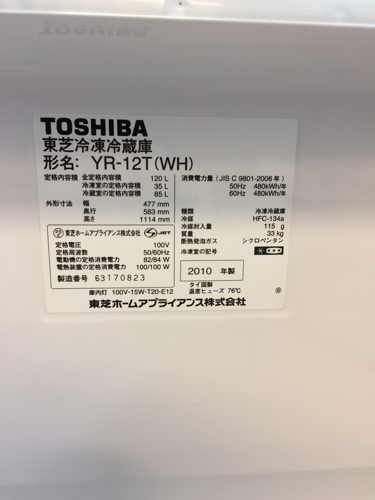 TOSHIBA
東芝冷凍冷蔵庫
形名: YR-12T(WH)
定格内容積 全定格内容積 120 L
冷凍室の定格内容積 35 L
冷蔵室の定格内容積 85 L
外形寸法 幅 477 mm
奥行 583 mm
高さ 1114 mm
東芝ホームアプライアンス株式会社 S-JET
定格電圧 100V
定格周波数 50/60Hz
電動機の定格消費電力 82/84 W
電熱装置の定格消費電力 100/100 W
製造番号 63170823
消費電力量 (JIS C 9801-2006年)
50Hz 480kWh/年
60Hz 480kWh/年
種類 冷凍冷蔵庫
冷媒 HFC-134a
冷媒封入量 115 g
質量 33 kg
断熱発泡ガス シクロペンタン
冷凍室の記号
2010 年製
タイ国製
庫内灯 100V-15W-T20-E12 温度ヒューズ 76℃
東芝ホームアプライアンス株式会社